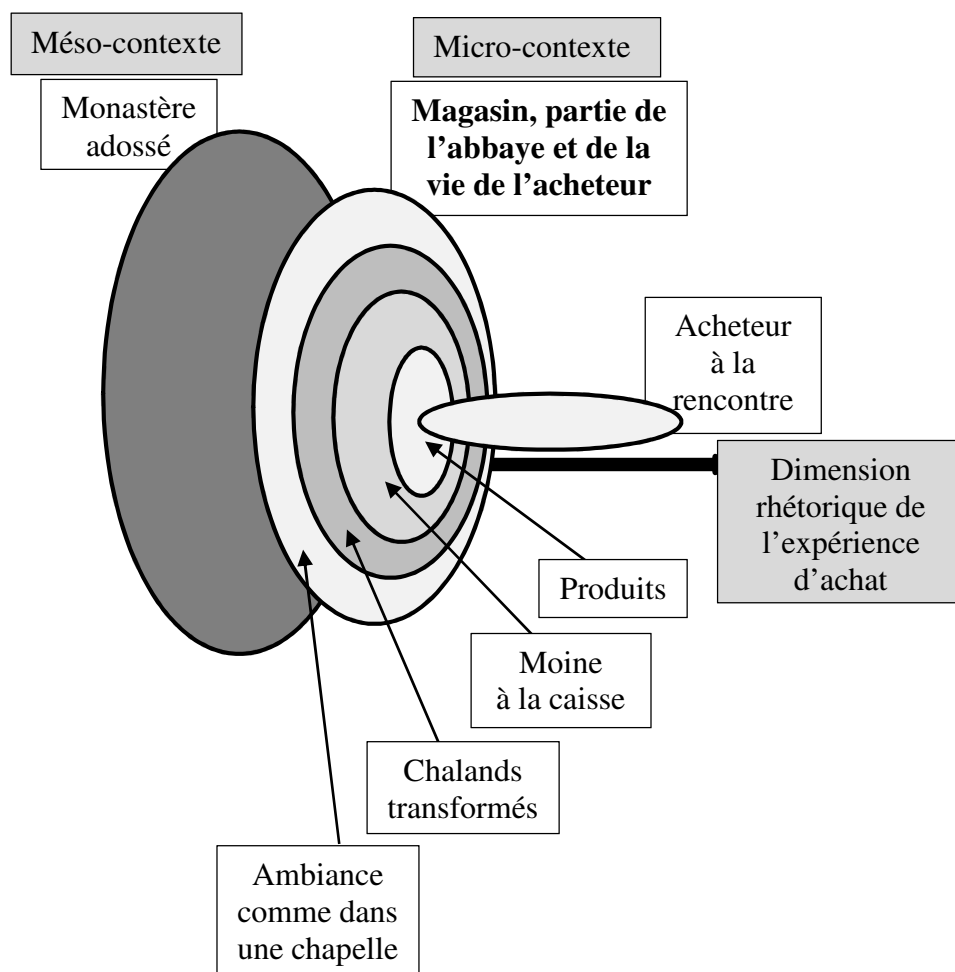 Méso-contexte
Monastère
adossé
Micro-contexte
Magasin, partie de
l’abbaye et de la
vie de l’acheteur
Acheteur
à la
rencontre
Dimension
rhétorique de
l’expérience
d’achat
Produits
Moine
à la caisse
Chalands
transformés
Ambiance
comme dans
une chapelle